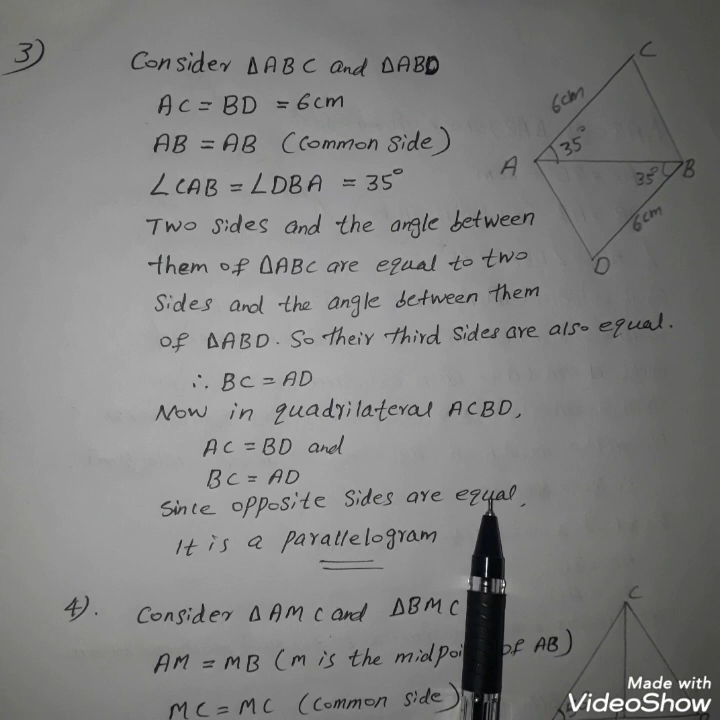 3)
Consider ΔABC and ΔABD
AC = BD = 6cm
AB = AB (Common side)
∠CAB = ∠DBA = 35°
Two sides and the angle between
them of ΔABC are equal to two
sides and the angle between them
of ΔABD. So their third sides are also equal.
∴ BC = AD
Now in quadrilateral ACBD,
AC = BD and
BC = AD
Since opposite sides are equal,
It is a parallelogram
C
6cm
35°
A
35°
B
6cm
D
4).
Consider ΔAMC and ΔBMC
AM = MB (M is the midpoi of AB)
MC = MC (Common side)
C
Made with
VideoShow